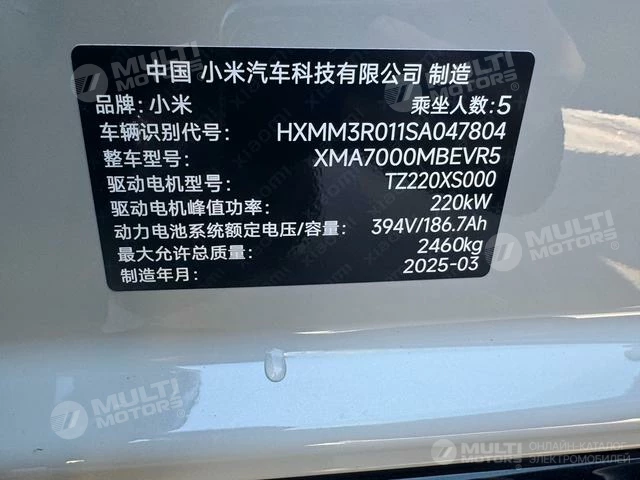 中国 小米汽车科技有限公司 制造
品牌: 小米 乘坐人数: 5
车辆识别代号: HXMM3R011SA047804
整车型号: XMA7000MBEVR5
驱动电机型号: TZ220XS000
驱动电机峰值功率: 220kW
动力电池系统额定电压/容量: 394V/186.7Ah
最大允许总质量: 2460kg
制造年月: 2025-03
MULTI MOTORS
MULTI MOTORS
MULTI MOTORS
MULTI MOTORS
MULTI MOTORS
ОНЛАЙН-КАТАЛОГ
ЭЛЕКТРОМОБИЛЕЙ